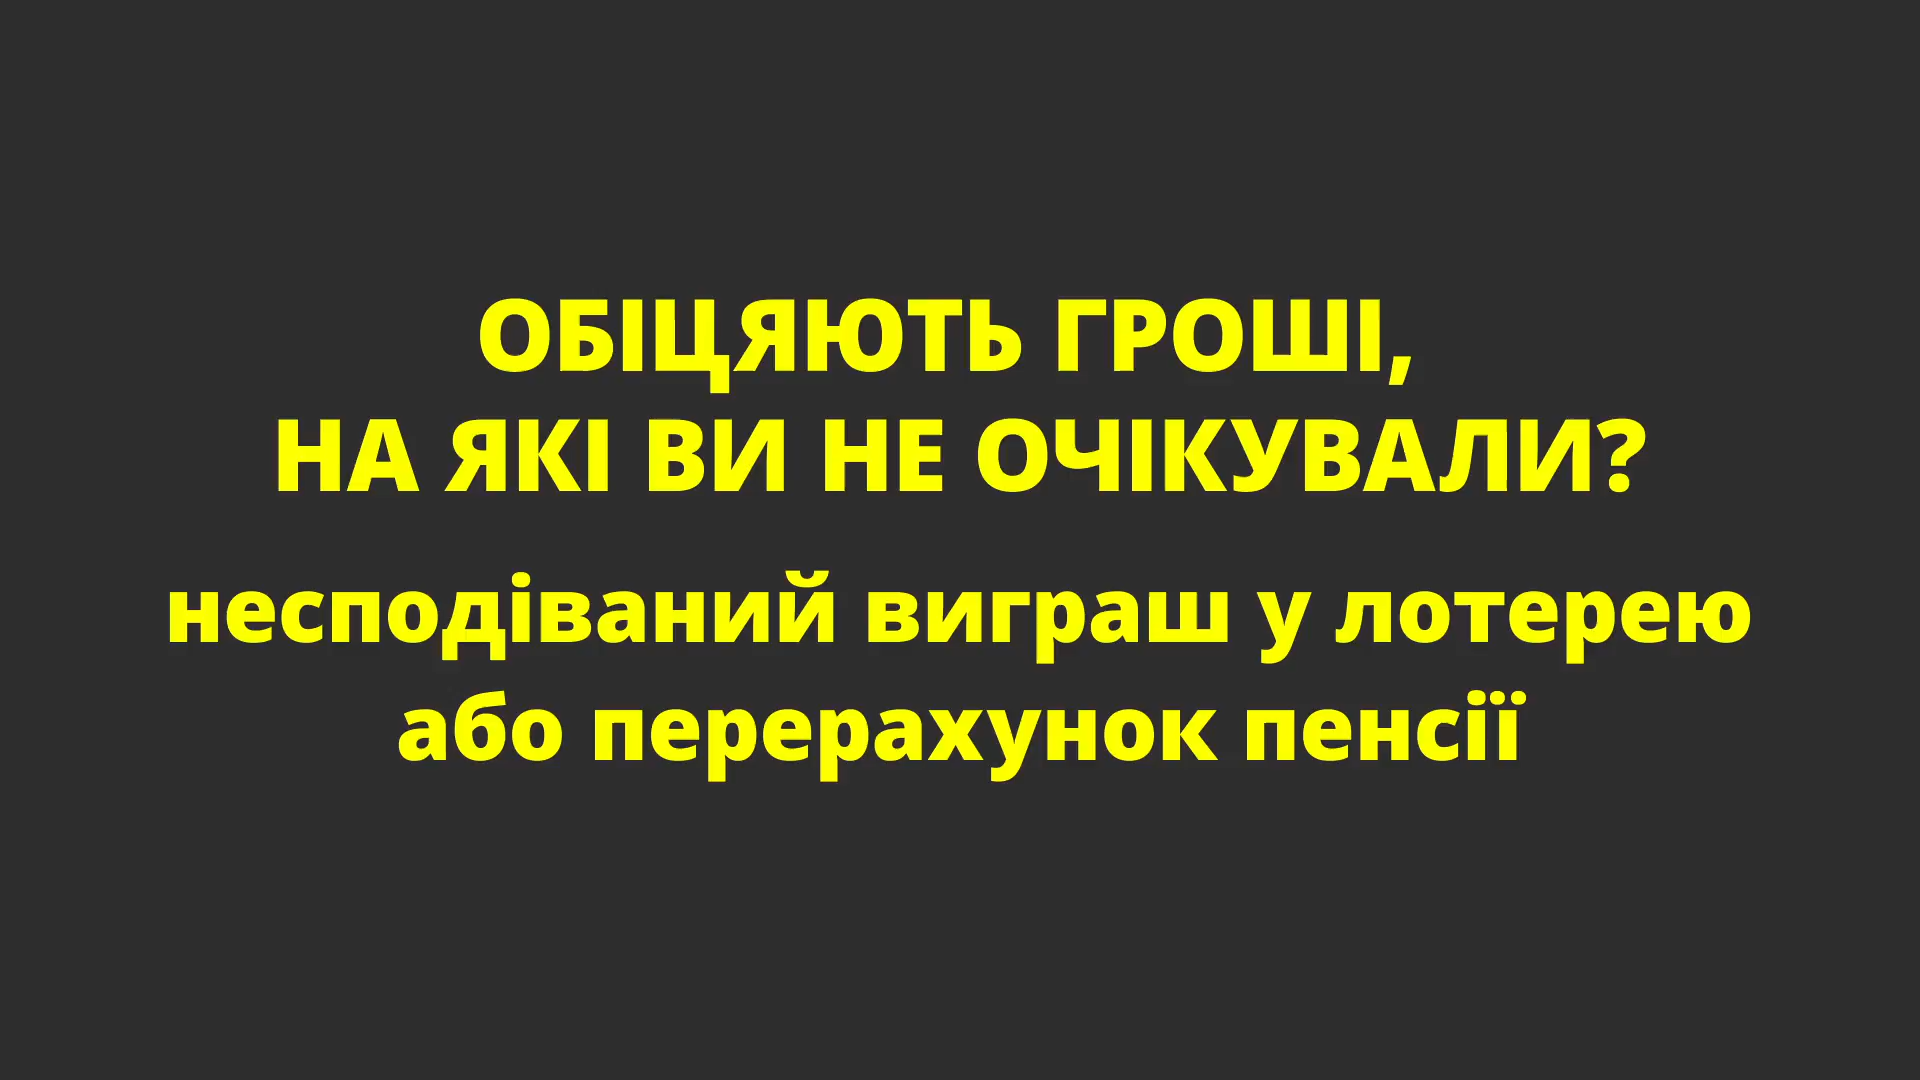 ОБІЦЯЮТЬ ГРОШІ,
НА ЯКІ ВИ НЕ ОЧІКУВАЛИ?
несподіваний виграш у лотерею
або перерахунок пенсії